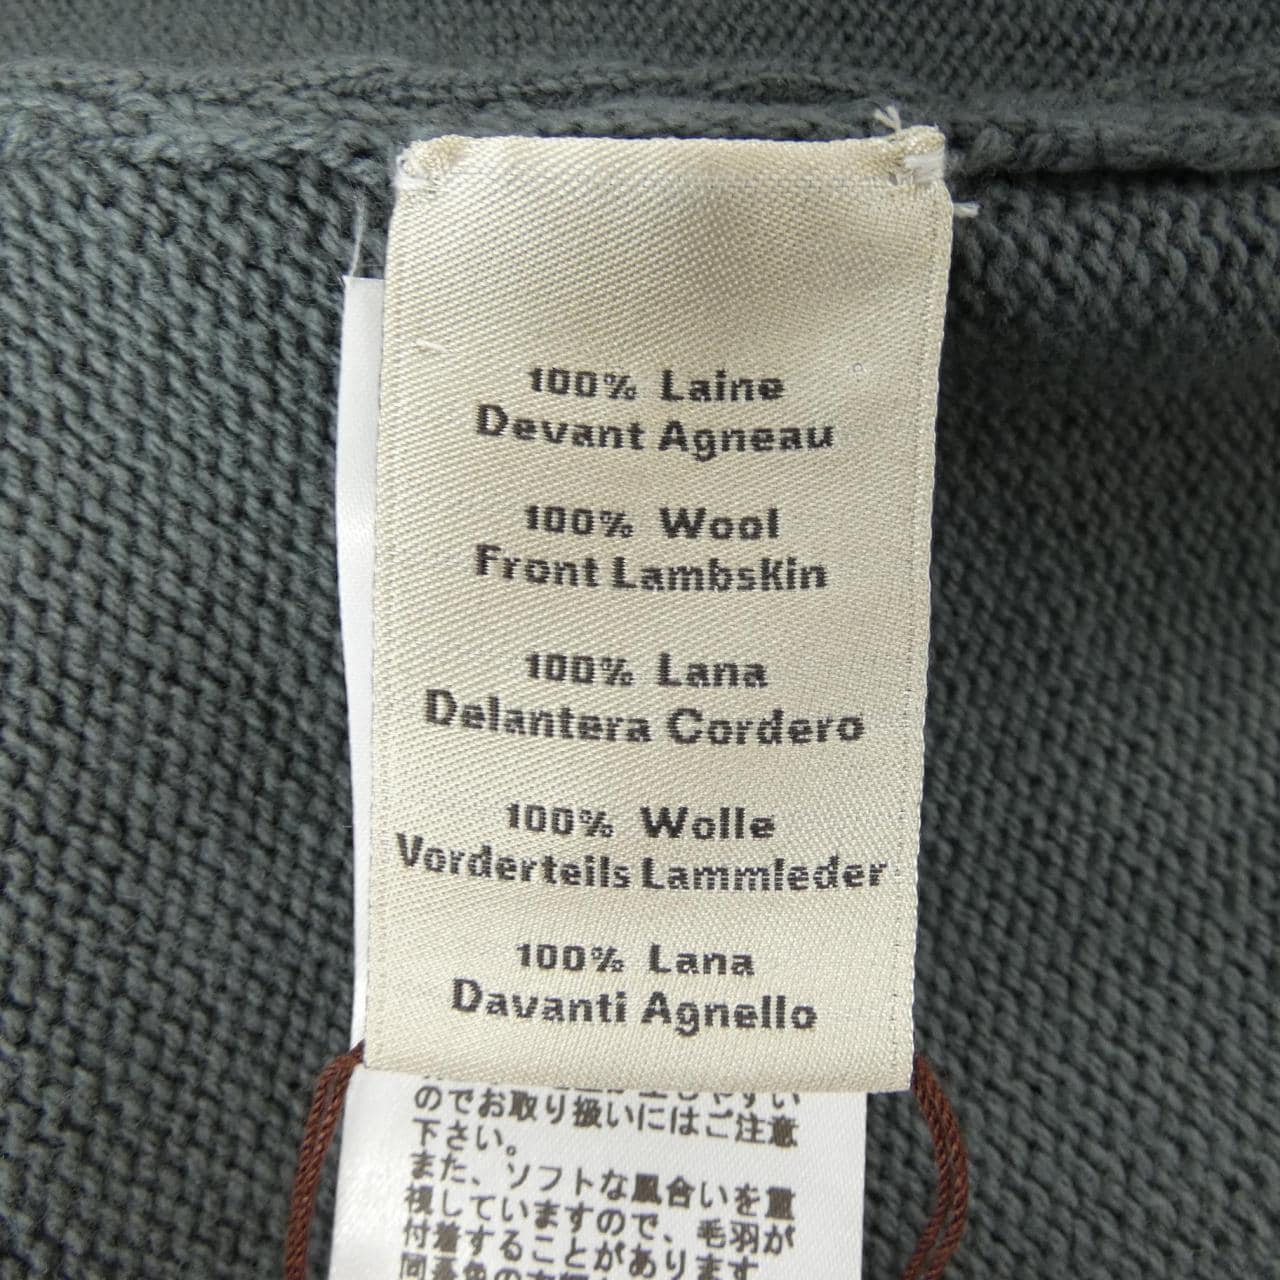 100% Laine
Devant Agneau
100% Wool
Front Lambskin
100% Lana
Delantera Cordero
100% Wolle
Vorderteils Lammleder
100% Lana
Davanti Agnello
のでお取り扱いにはご注意
下さい。
また、ソフトな風合いを重
視していますので、毛羽が
付着することがあります